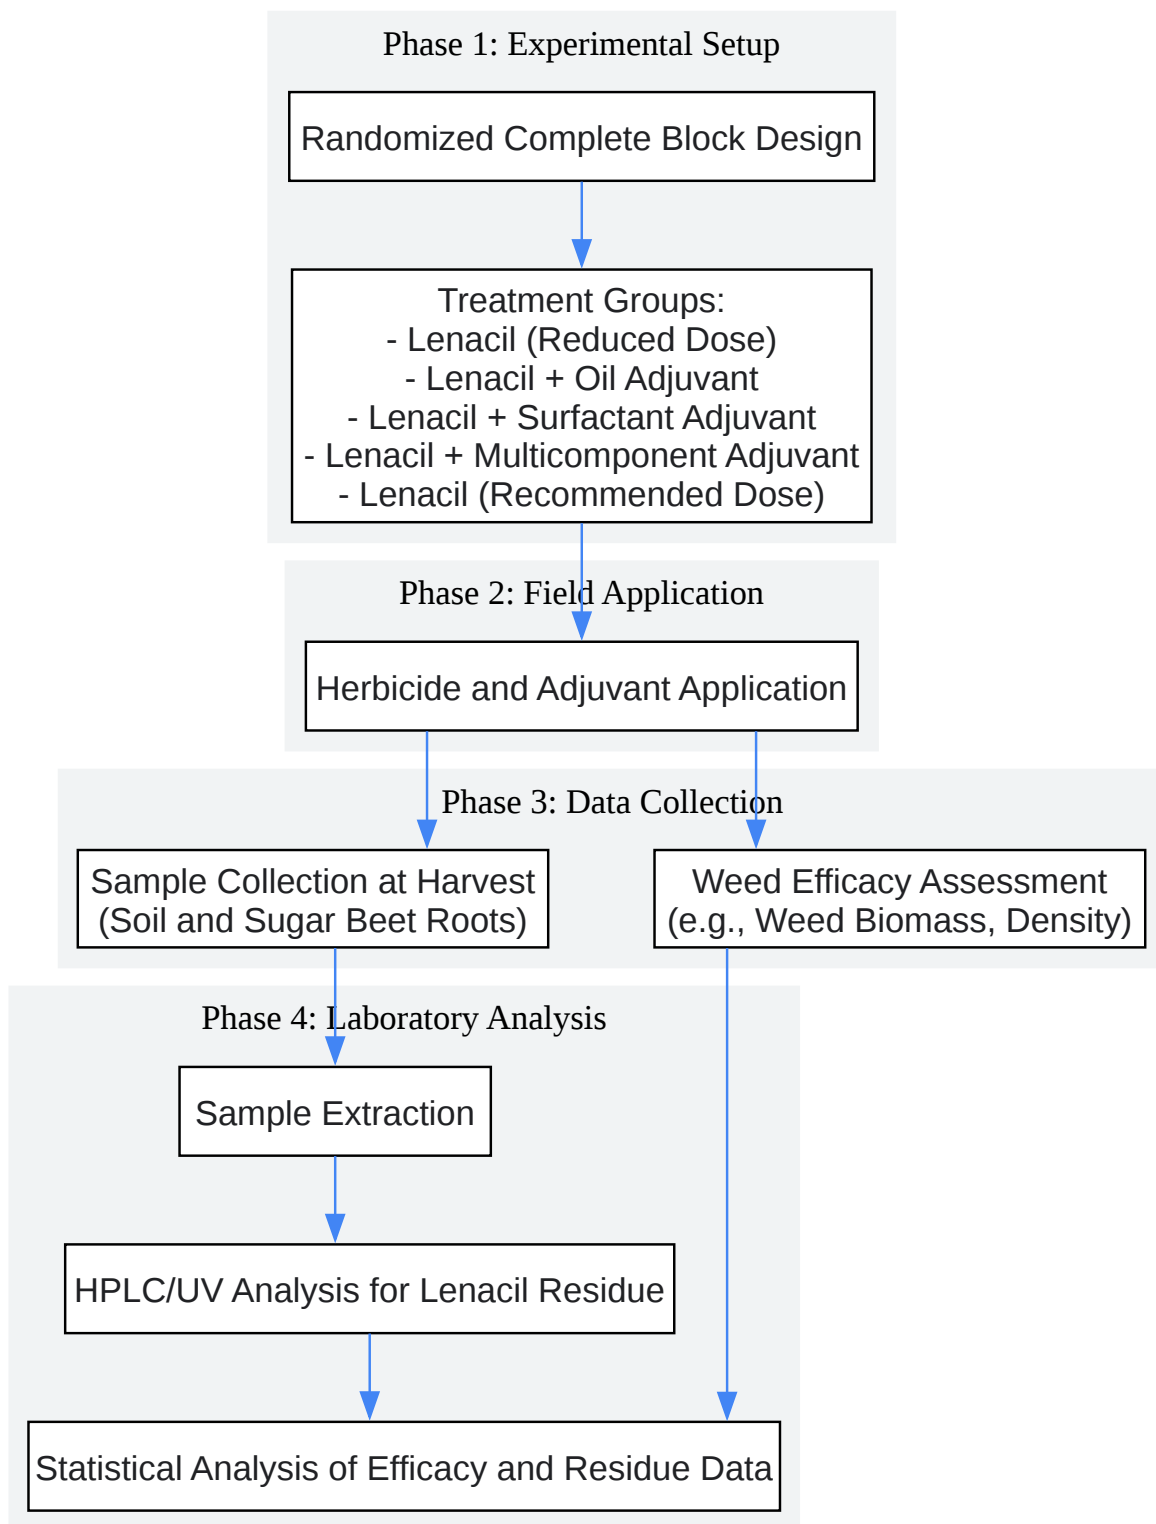 Phase 1: Experimental Setup
Randomized Complete Block Design
Treatment Groups:
- Lenacil (Reduced Dose)
- Lenacil + Oil Adjuvant
- Lenacil + Surfactant Adjuvant
- Lenacil + Multicomponent Adjuvant
- Lenacil (Recommended Dose)
Phase 2: Field Application
Herbicide and Adjuvant Application
Phase 3: Data Collection
Sample Collection at Harvest
(Soil and Sugar Beet Roots)
Weed Efficacy Assessment
(e.g., Weed Biomass, Density)
Phase 4: Laboratory Analysis
Sample Extraction
HPLC/UV Analysis for Lenacil Residue
Statistical Analysis of Efficacy and Residue Data